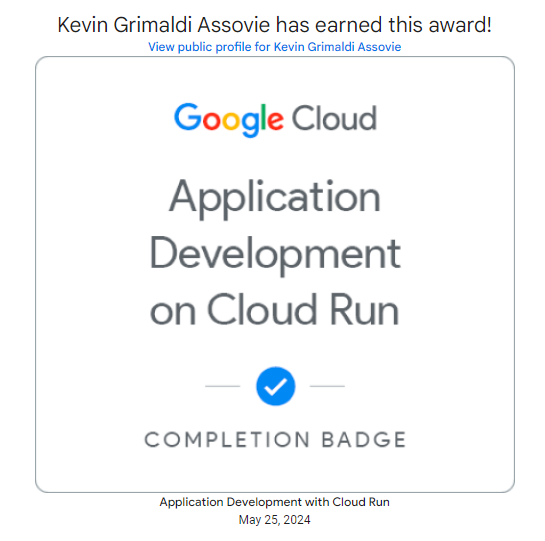 Kevin Grimaldi Assovie has earned this award!
View public profile for Kevin Grimaldi Assovie
Google Cloud
Application
Development
on Cloud Run
COMPLETION BADGE
Application Development with Cloud Run
May 25, 2024